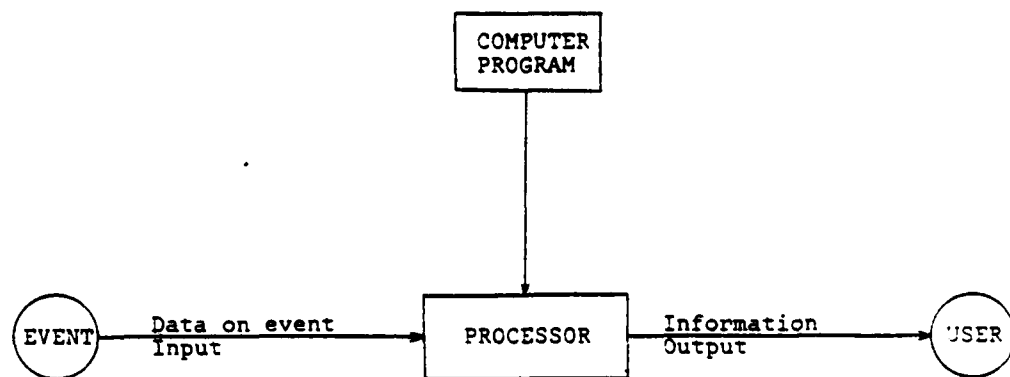 COMPUTER
PROGRAM
EVENT
Data on event
Input
PROCESSOR
Information
Output
USER